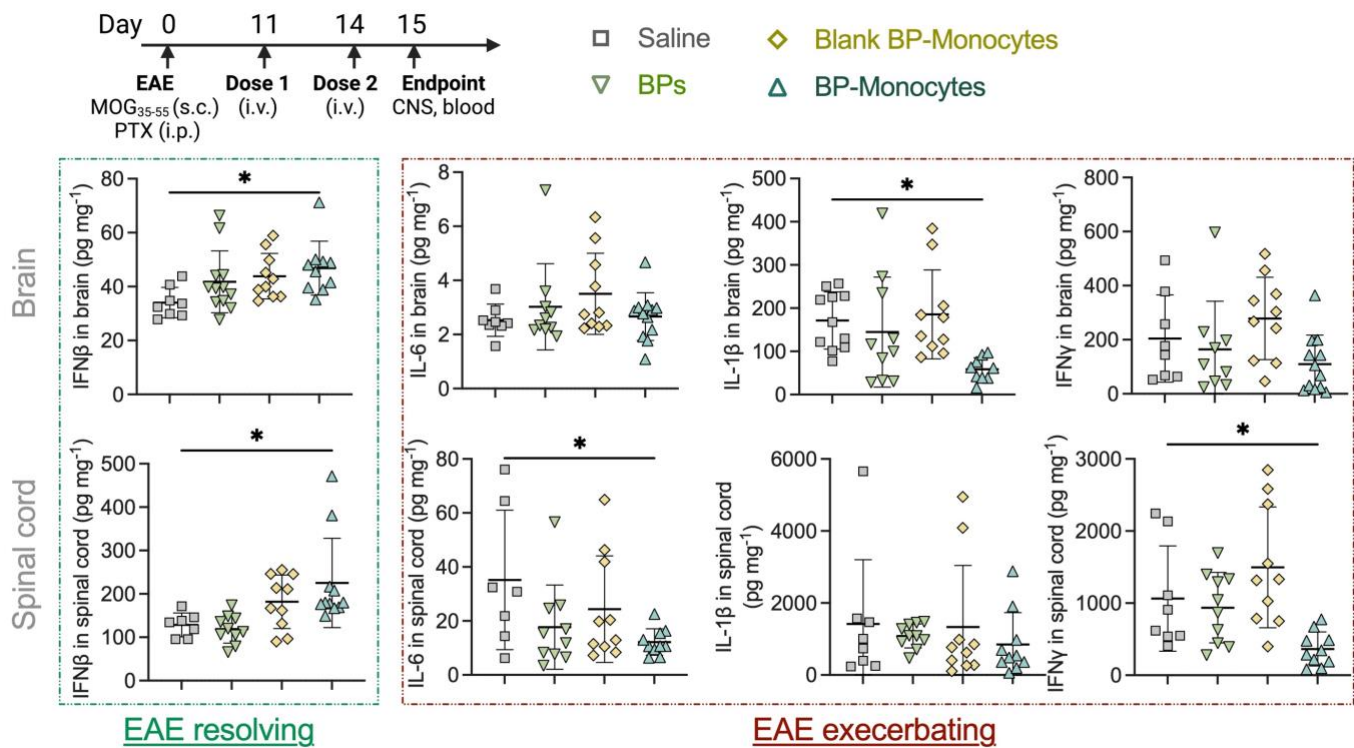 Day 0 11 14 15
EAE Dose 1 Dose 2 Endpoint
MOG35-55 (s.c.) (i.v.) (i.v.) CNS, blood
PTX (i.p.)
Saline
Blank BP-Monocytes
BPs
BP-Monocytes
Brain
IFNβ in brain (pg mg-1)
80
60
40
20
0
*
IL-6 in brain (pg mg-1)
8
6
4
2
0
IL-1β in brain (pg mg-1)
500
400
300
200
100
0
*
IFNγ in brain (pg mg-1)
800
600
400
200
0
Spinal cord
IFNβ in spinal cord (pg mg-1)
500
400
300
200
100
0
*
IL-6 in spinal cord (pg mg-1)
80
60
40
20
0
*
IL-1β in spinal cord
(pg mg-1)
6000
4000
2000
0
IFNγ in spinal cord (pg mg-1)
3000
2000
1000
0
*
EAE resolving
EAE execerbating